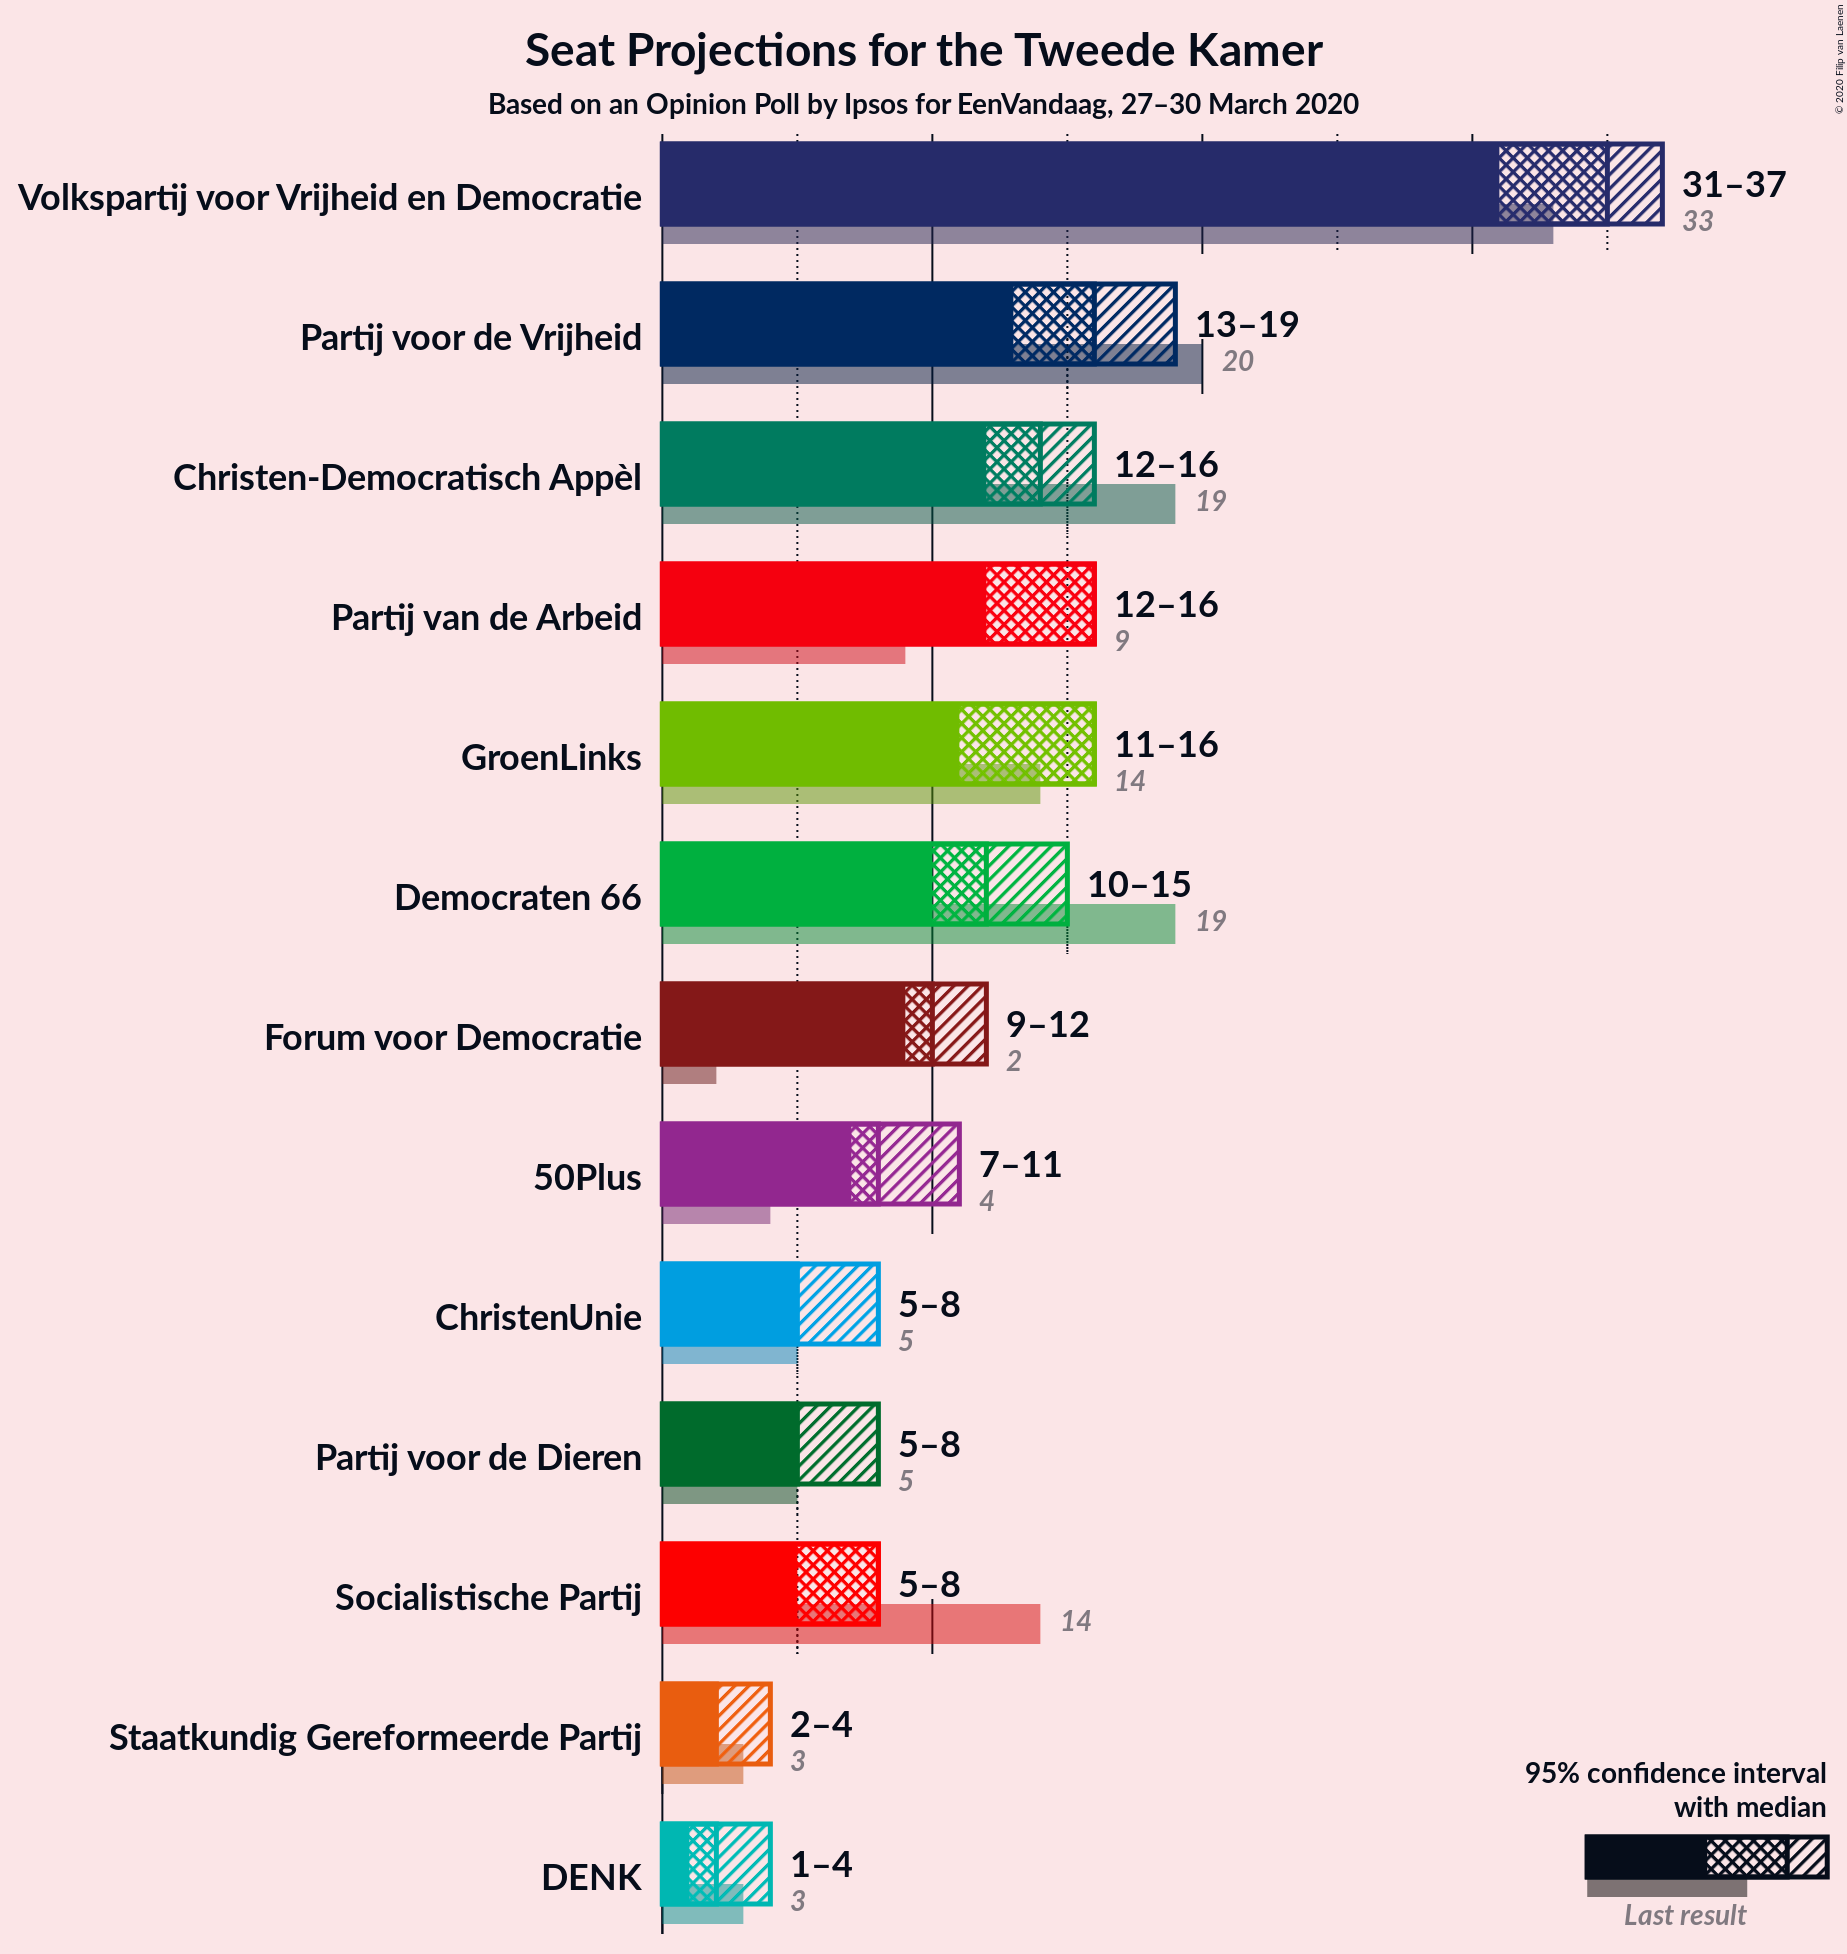 Seat Projections for the Tweede Kamer
Based on an Opinion Poll by Ipsos for EenVandaag, 27–30 March 2020
© 2020 Filip van Laenen
Volkspartij voor Vrijheid en Democratie
31–37
33
Partij voor de Vrijheid
13–19
20
Christen-Democratisch Appèl
12–16
19
Partij van de Arbeid
12–16
9
GroenLinks
11–16
14
Democraten 66
10–15
19
Forum voor Democratie
9–12
2
50Plus
7–11
4
ChristenUnie
5–8
5
Partij voor de Dieren
5–8
5
Socialistische Partij
5–8
14
Staatkundig Gereformeerde Partij
2–4
3
DENK
1–4
3
95% confidence interval
with median
Last result